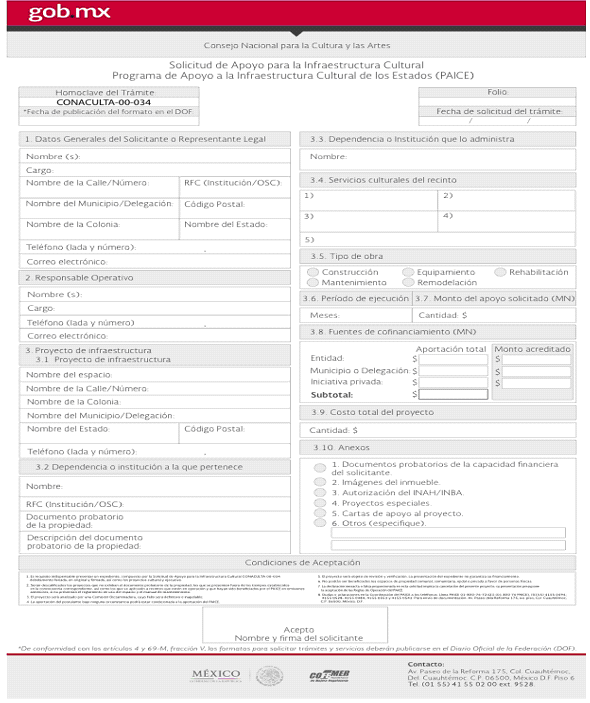 gob.mx
Consejo Nacional para la Cultura y las Artes
Solicitud de Apoyo para la Infraestructura Cultural
Programa de Apoyo a la Infraestructura Cultural de los Estados (PAICE)
Homoclave del Trámite:
CONACULTA-00-034
*Fecha de publicación del formato en el DOF:
Folio:
Fecha de solicitud del trámite:
/ /
1. Datos Generales del Solicitante o Representante Legal
Nombre (s):
Cargo:
Nombre de la Calle/Número:
RFC (Institución/OSC):
Nombre del Municipio/Delegación:
Código Postal:
Nombre de la Colonia:
Nombre del Estado:
Teléfono (lada y número):
Correo electrónico:
2. Responsable Operativo
Nombre (s):
Cargo:
Teléfono (lada y número)
Correo electrónico:
3. Proyecto de infraestructura
3.1 Proyecto de infraestructura
Nombre del espacio:
Nombre de la Calle/Número:
Nombre de la Colonia:
Nombre del Municipio/Delegación:
Nombre del Estado:
Código Postal:
Teléfono (lada y número):
3.2 Dependencia o institución a la que pertenece
Nombre:
RFC (Institución/OSC):
Documento probatorio
de la propiedad:
Descripción del documento
probatorio de la propiedad:
3.3. Dependencia o Institución que lo administra
Nombre:
3.4. Servicios culturales del recinto
1)
2)
3)
4)
5)
3.5. Tipo de obra
Construcción
Equipamiento
Rehabilitación
Mantenimiento
Remodelación
3.6. Período de ejecución
3.7. Monto del apoyo solicitado (MN)
Meses:
Cantidad: $
3.8. Fuentes de cofinanciamiento (MN):
Aportación total
Monto acreditado
Entidad: $ $
Municipio o Delegación: $ $
Iniciativa privada: $ $
Subtotal: $
3.9. Costo total del proyecto
Cantidad: $
3.10. Anexos
1. Documentos probatorios de la capacidad financiera
del solicitante.
2. Imágenes del inmueble.
3. Autorización del INAH/INBA.
4. Proyectos especiales.
5. Cartas de apoyo al proyecto.
6. Otros (especifique).
Condiciones de Aceptación
Acepto
Nombre y firma del solicitante
*De conformidad con los artículos 4 y 69-M, fracción V, los formatos para solicitar trámites y servicios deberán publicarse en el Diario Oficial de la Federación (DOF).
MÉXICO
COFEMER
Contacto:
Av. Paseo de la Reforma 175, Col. Cuauhtémoc,
Del. Cuauhtémoc. C.P. 06500, México D.F. Piso 6
Tel. (01 55) 41 55 02 00 ext. 9528